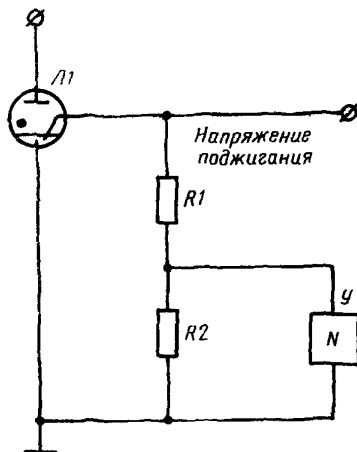 Л1
Напряжение
поджигания
R1
У
N
R2